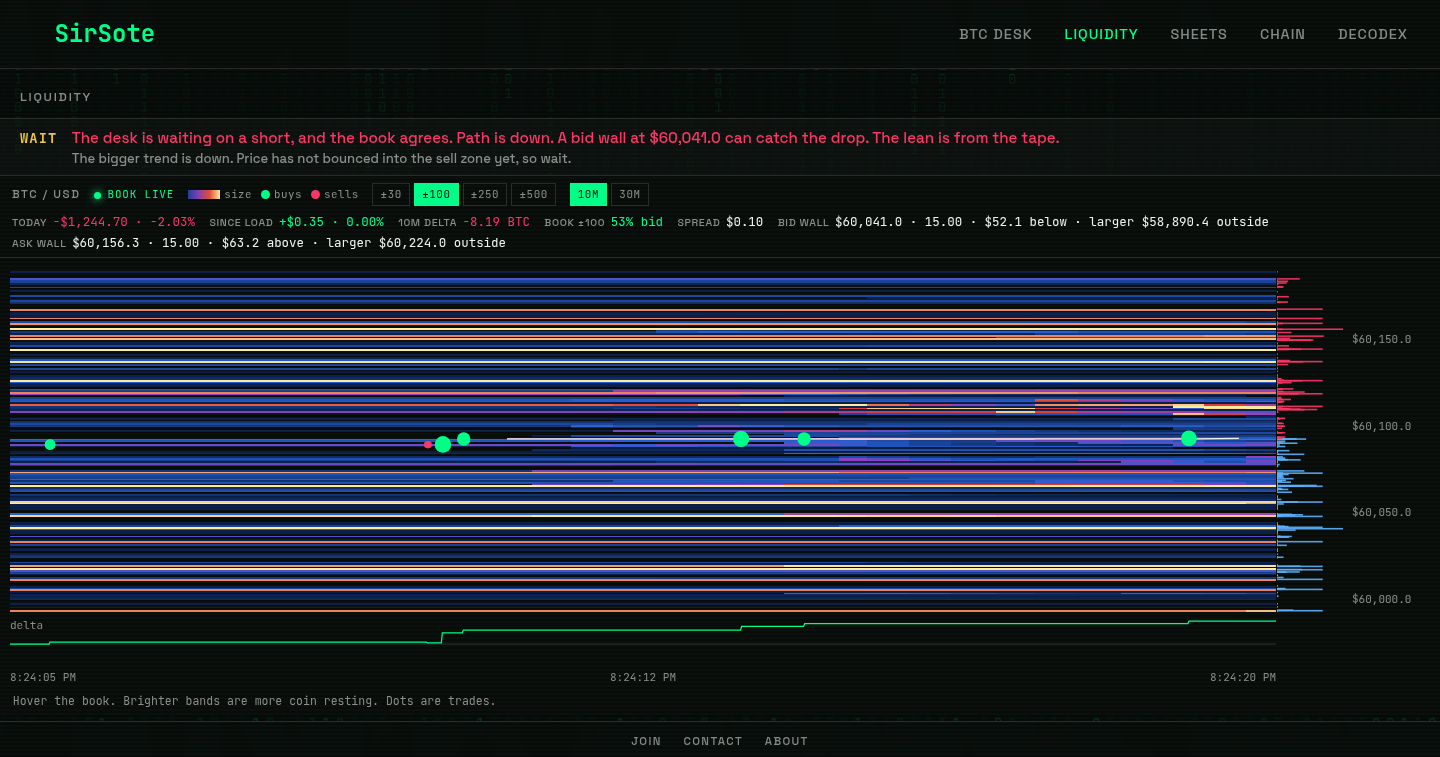 SirSote
BTC DESK LIQUIDITY SHEETS CHAIN DECODEX
LIQUIDITY
WAIT The desk is waiting on a short, and the book agrees. Path is down. A bid wall at $60,041.0 can catch the drop. The lean is from the tape.
The bigger trend is down. Price has not bounced into the sell zone yet, so wait.
BTC / USD BOOK LIVE size buys sells ±30 ±100 ±250 ±500 10M 30M
TODAY -$1,244.70 · -2.03% SINCE LOAD +$0.35 · 0.00% 10M DELTA -8.19 BTC BOOK ±100 53% bid SPREAD $0.10 BID WALL $60,041.0 · 15.00 · $52.1 below · larger $58,890.4 outside
ASK WALL $60,156.3 · 15.00 · $63.2 above · larger $60,224.0 outside
$60,150.0
$60,100.0
$60,050.0
$60,000.0
delta
8:24:05 PM 8:24:12 PM 8:24:20 PM
Hover the book. Brighter bands are more coin resting. Dots are trades.
JOIN CONTACT ABOUT